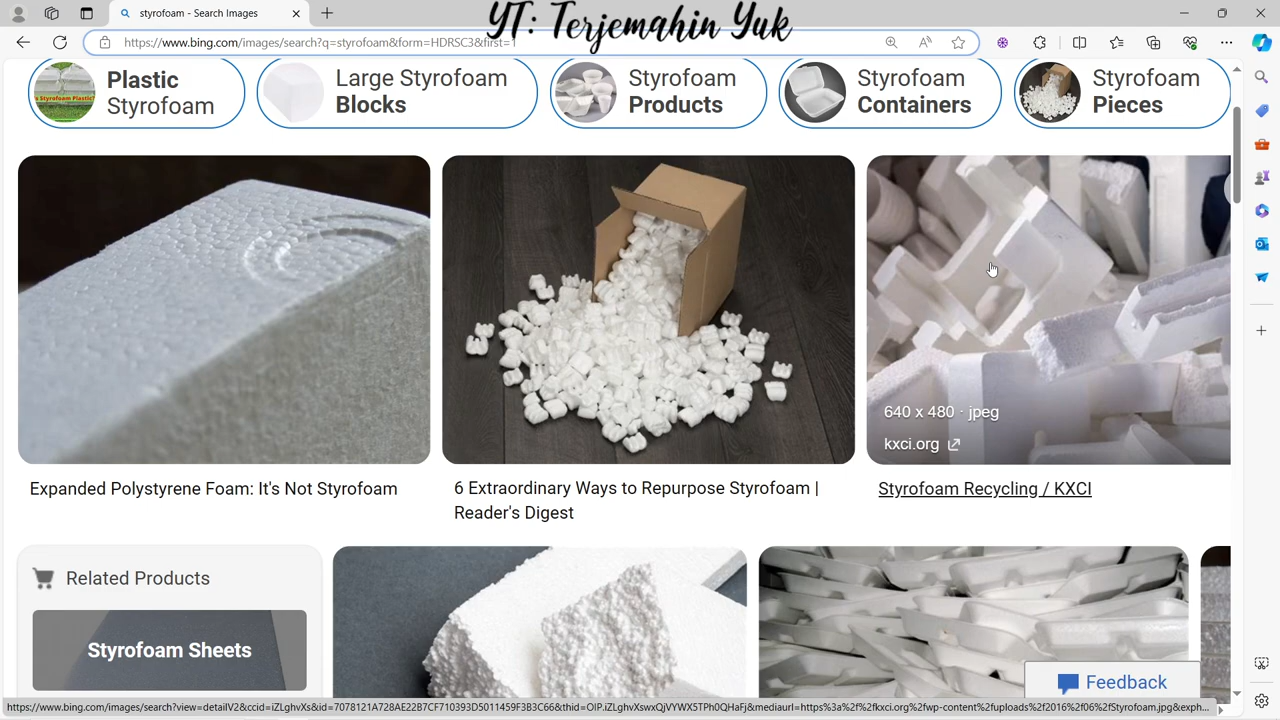 styrofoam - Search Images
YT: Terjemahin Yuk
https://www.bing.com/images/search?q=styrofoam&form=HDRSC3&first=1
Plastic
Styrofoam
Large Styrofoam
Blocks
Styrofoam
Products
Styrofoam
Containers
Styrofoam
Pieces
640 x 480 · jpeg
kxci.org
Expanded Polystyrene Foam: It's Not Styrofoam
6 Extraordinary Ways to Repurpose Styrofoam |
Reader's Digest
Styrofoam Recycling / KXCI
Related Products
Styrofoam Sheets
Feedback